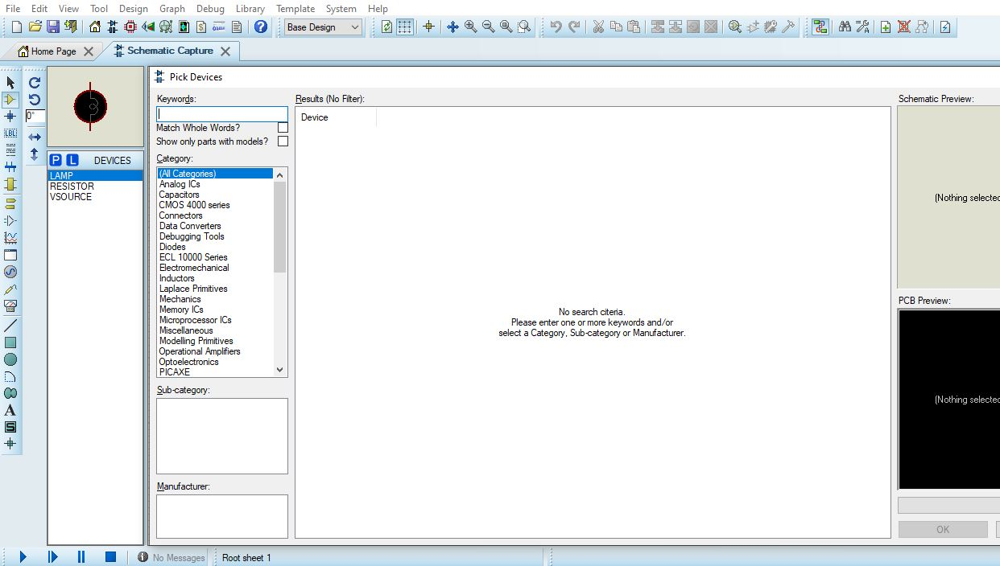 File Edit View Tool Design Graph Debug Library Template System Help
Base Design
Home Page Schematic Capture
Pick Devices
0°
LBL
P L DEVICES
LAMP
RESISTOR
VSOURCE
A
S
Keywords:
Match Whole Words?
Show only parts with models?
Category:
(All Categories)
Analog ICs
Capacitors
CMOS 4000 series
Connectors
Data Converters
Debugging Tools
Diodes
ECL 10000 Series
Electromechanical
Inductors
Laplace Primitives
Mechanics
Memory ICs
Microprocessor ICs
Miscellaneous
Modelling Primitives
Operational Amplifiers
Optoelectronics
PICAXE
Sub-category:
Manufacturer:
Results (No Filter):
Device
No search citeria.
Please enter one or more keywords and/or
select a Category, Sub-category or Manufacturer.
Schematic Preview:
(Nothing selected
PCB Preview:
(Nothing selected
OK
No Messages Root sheet 1